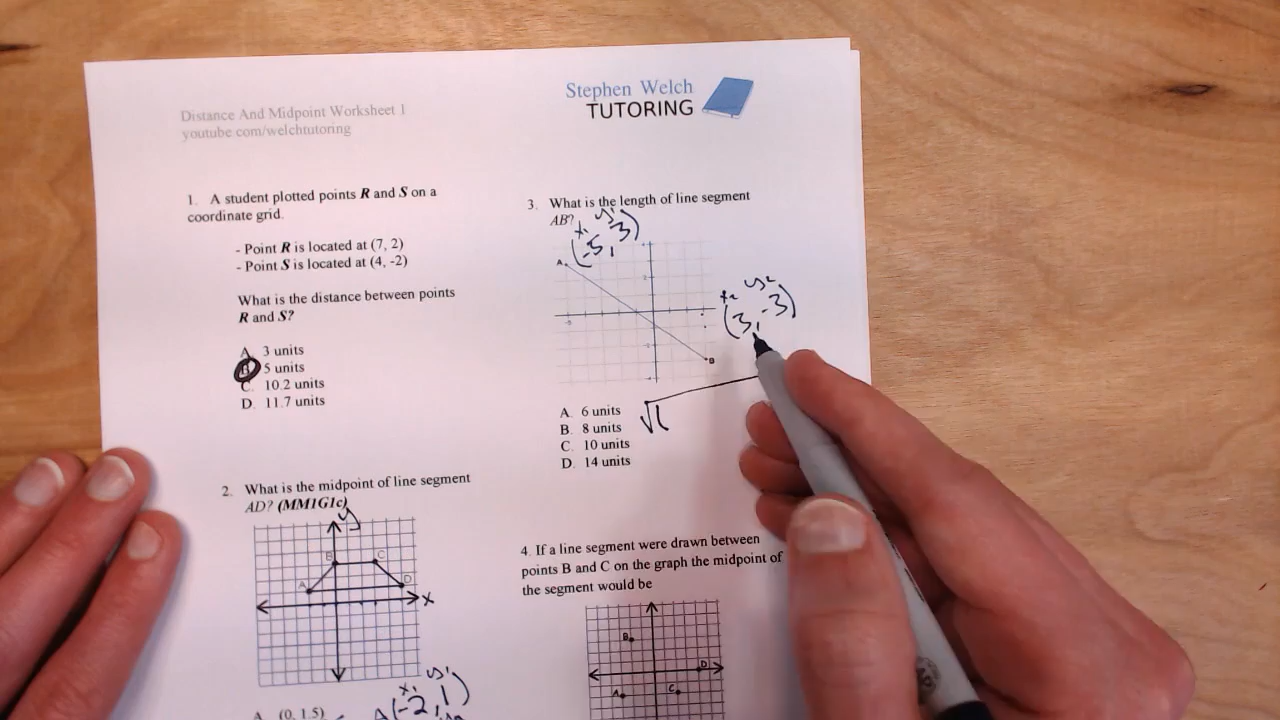 Distance And Midpoint Worksheet 1
youtube.com/welchtutoring
Stephen Welch
TUTORING
1. A student plotted points R and S on a
coordinate grid.
- Point R is located at (7, 2)
- Point S is located at (4, -2)
What is the distance between points
R and S?
A. 3 units
B. 5 units
C. 10.2 units
D. 11.7 units
2. What is the midpoint of line segment
AD? (MM1G1c)
y
B
C
A
D
x
x₁ y₁
(-2, 1)
A (0, 1.5)
3. What is the length of line segment
AB?
x₁ y₁
(-5, 3)
A
x₂ y₂
(3, -3)
B
A. 6 units
B. 8 units
C. 10 units
D. 14 units
√(
4. If a line segment were drawn between
points B and C on the graph the midpoint of
the segment would be
B
D
A
C